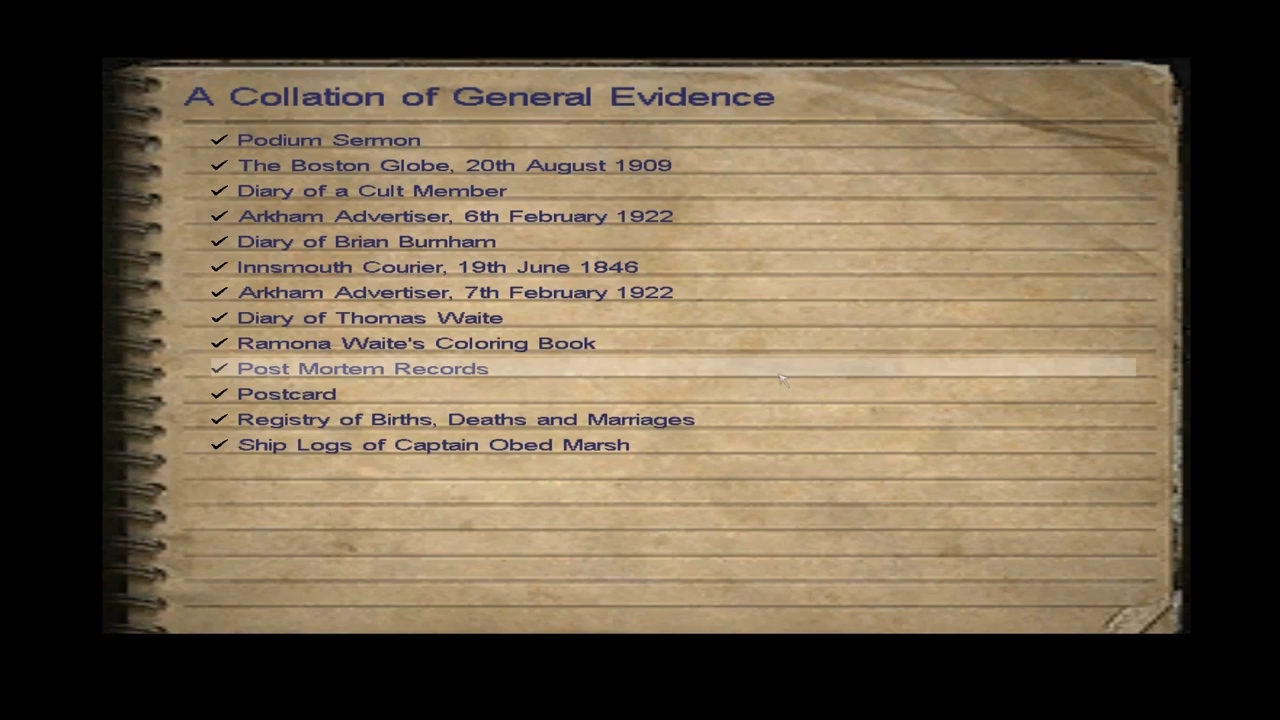 A Collation of General Evidence
✓ Podium Sermon
✓ The Boston Globe, 20th August 1909
✓ Diary of a Cult Member
✓ Arkham Advertiser, 6th February 1922
✓ Diary of Brian Burnham
✓ Innsmouth Courier, 19th June 1846
✓ Arkham Advertiser, 7th February 1922
✓ Diary of Thomas Waite
✓ Ramona Waite's Coloring Book
✓ Post Mortem Records
✓ Postcard
✓ Registry of Births, Deaths and Marriages
✓ Ship Logs of Captain Obed Marsh